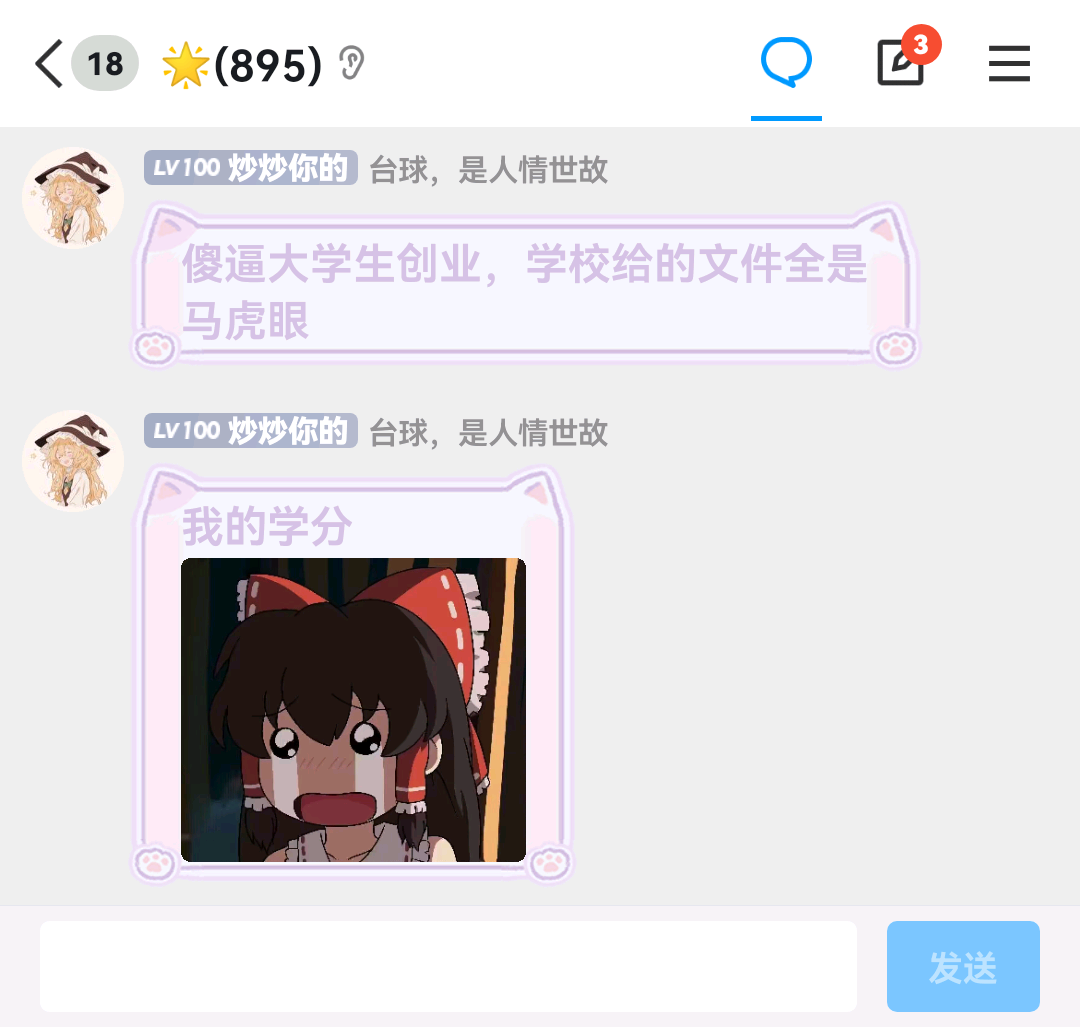 18
🌟(895)
3
LV100 炒炒你的 台球，是人情世故
傻逼大学生创业，学校给的文件全是
马虎眼
LV100 炒炒你的 台球，是人情世故
我的学分
发送